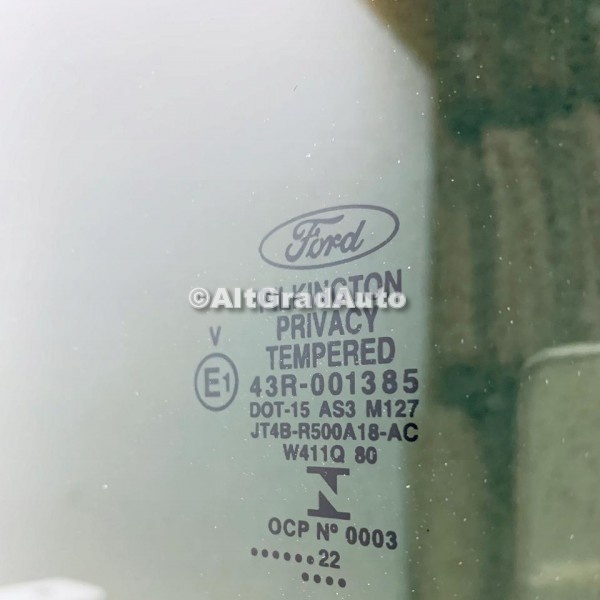 Ford
PILKINGTON
©AltGradAuto
PRIVACY
TEMPERED
V
E1
43R-001385
DOT-15 AS3 M127
JT4B-R500A18-AC
W411Q 80
OCP Nº 0003
......22
....